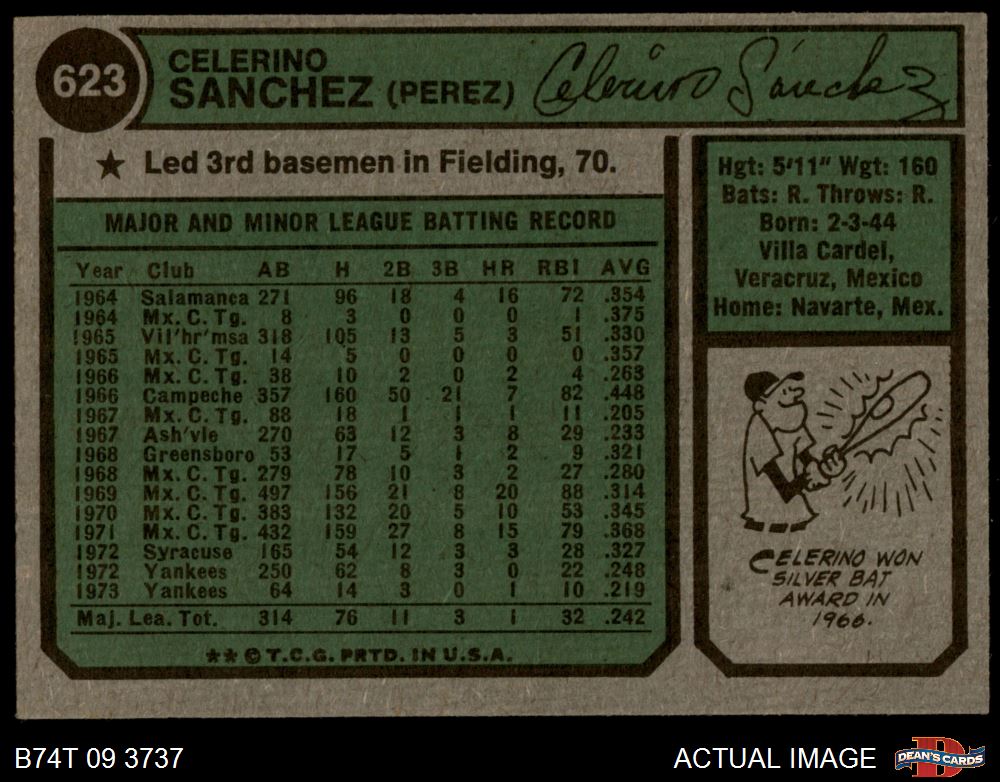 623
CELERINO
SANCHEZ (PEREZ)
Celerino Sánchez
★ Led 3rd basemen in Fielding, 70.
MAJOR AND MINOR LEAGUE BATTING RECORD
Year Club AB H 2B 3B HR RBI AVG
1964 Salamanca 271 96 18 4 16 72 .354
1964 Mx. C. Tg. 8 3 0 0 0 1 .375
1965 Vil'hr'msa 318 105 13 5 3 51 .330
1965 Mx. C. Tg. 14 5 0 0 0 0 .357
1966 Mx. C. Tg. 38 10 2 0 2 4 .263
1966 Campeche 357 160 50 21 7 82 .448
1967 Mx. C. Tg. 88 18 1 1 1 11 .205
1967 Ash'vle 270 63 12 3 8 29 .233
1968 Greensboro 53 17 5 1 2 9 .321
1968 Mx. C. Tg. 279 78 10 3 2 27 .280
1969 Mx. C. Tg. 497 156 21 8 20 88 .314
1970 Mx. C. Tg. 383 132 20 5 10 53 .345
1971 Mx. C. Tg. 432 159 27 8 15 79 .368
1972 Syracuse 165 54 12 3 3 28 .327
1972 Yankees 250 62 8 3 0 22 .248
1973 Yankees 64 14 3 0 1 10 .219
Maj. Lea. Tot. 314 76 11 3 1 32 .242
** © T.C.G. PRTD. IN U.S.A.
Hgt: 5'11" Wgt: 160
Bats: R. Throws: R.
Born: 2-3-44
Villa Cardel,
Veracruz, Mexico
Home: Navarte, Mex.
CELERINO WON
SILVER BAT
AWARD IN
1966.
B74T 09 3737
ACTUAL IMAGE
D
DEAN'S CARDS